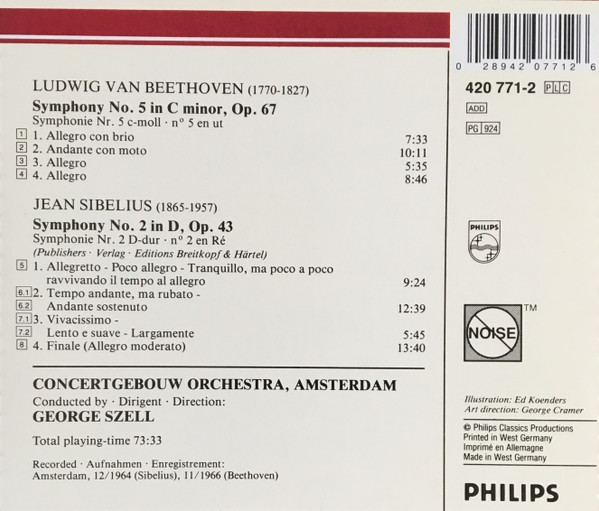 LUDWIG VAN BEETHOVEN (1770-1827)
Symphony No. 5 in C minor, Op. 67
Symphonie Nr. 5 c-moll · n° 5 en ut
1 1. Allegro con brio 7:33
2 2. Andante con moto 10:11
3 3. Allegro 5:35
4 4. Allegro 8:46
JEAN SIBELIUS (1865-1957)
Symphony No. 2 in D, Op. 43
Symphonie Nr. 2 D-dur · n° 2 en Ré
(Publishers · Verlag · Editions Breitkopf & Härtel)
5 1. Allegretto - Poco allegro - Tranquillo, ma poco a poco
ravvivando il tempo al allegro 9:24
6.1 2. Tempo andante, ma rubato -
6.2 Andante sostenuto 12:39
7.1 3. Vivacissimo -
7.2 Lento e suave - Largamente 5:45
8 4. Finale (Allegro moderato) 13:40
CONCERTGEBOUW ORCHESTRA, AMSTERDAM
Conducted by · Dirigent · Direction:
GEORGE SZELL
Total playing-time 73:33
Recorded · Aufnahmen · Enregistrement:
Amsterdam, 12/1964 (Sibelius), 11/1966 (Beethoven)
0 28942 07712 6
420 771-2 PLC
ADD
PG 924
PHILIPS
NOISE TM
Illustration: Ed Koenders
Art direction: George Cramer
© Philips Classics Productions
Printed in West Germany
Imprimé en Allemagne
Made in West Germany
PHILIPS